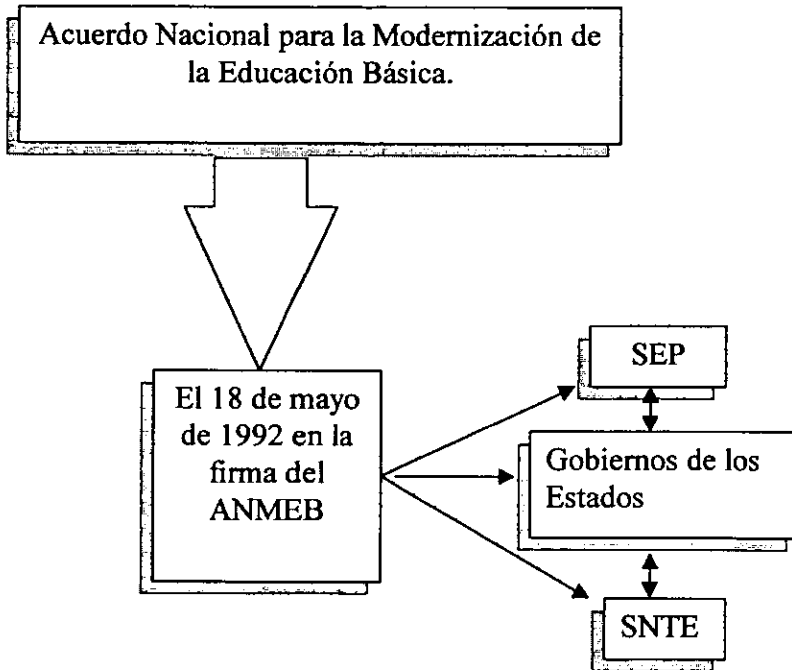 Acuerdo Nacional para la Modernización de
la Educación Básica.
El 18 de mayo
de 1992 en la
firma del
ANMEB
SEP
Gobiernos de los
Estados
SNTE